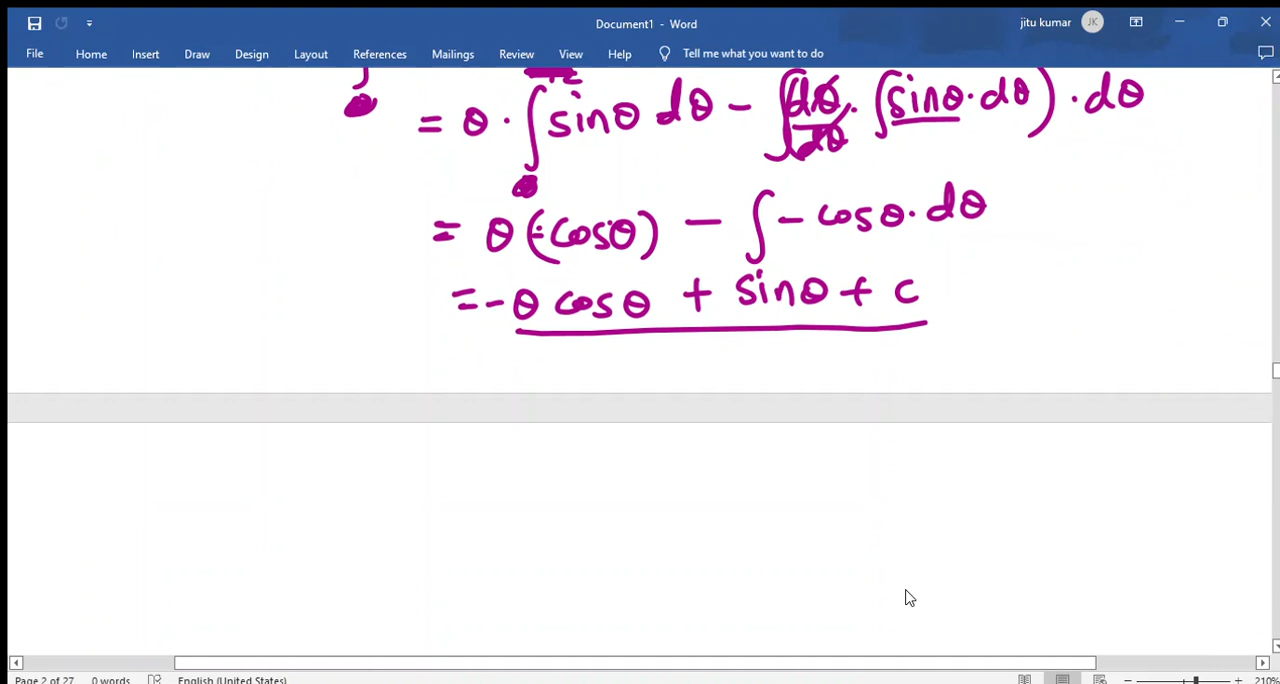 Document1 - Word
jitu kumar
JK
File Home Insert Draw Design Layout References Mailings Review View Help Tell me what you want to do
= θ · ∫ sinθ dθ − ∫(dθ/dθ · ∫ sinθ · dθ) · dθ
= θ (-cosθ) − ∫ − cosθ · dθ
= - θ cosθ + sinθ + c
Page 2 of 27 0 words English (United States) 210%